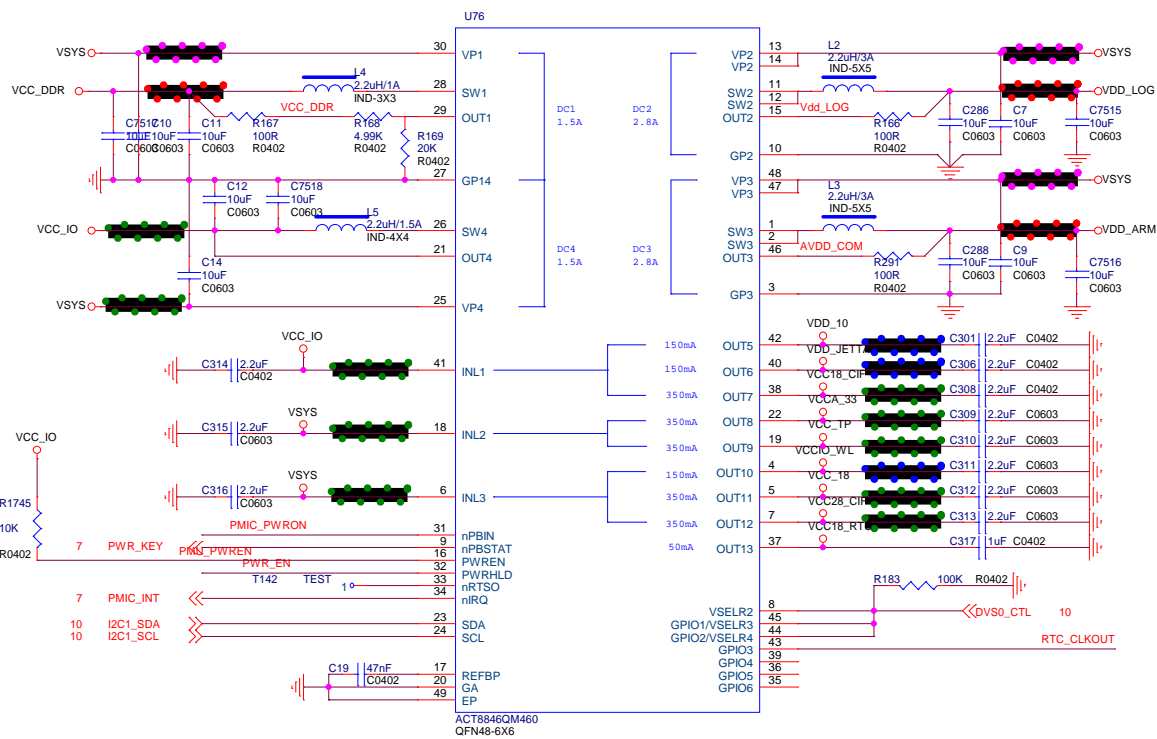 U76
VSYS
30
VP1
VCC_DDR
L4
2.2uH/1A
IND-3X3
28
SW1
VCC_DDR
29
OUT1
C10
10uF
C0603
C11
10uF
C0603
R167
100R
R0402
R168
4.99K
R0402
R169
20K
R0402
27
GP14
C12
10uF
C0603
C7518
10uF
C0603
VCC_IO
L5
2.2uH/1.5A
IND-4X4
26
SW4
21
OUT4
C14
10uF
C0603
VSYS
25
VP4
DC1
1.5A
DC2
2.8A
DC4
1.5A
DC3
2.8A
13
VP2
14
VP2
L2
2.2uH/3A
IND-5X5
VSYS
11
SW2
12
SW2
VDD_LOG
Vdd_LOG
15
OUT2
R166
100R
R0402
C286
10uF
C0603
C7
10uF
C0603
C7515
10uF
C0603
10
GP2
48
VP3
47
VP3
L3
2.2uH/3A
IND-5X5
VSYS
1
SW3
2
SW3
VDD_ARM
AVDD_COM
46
OUT3
R291
100R
R0402
C288
10uF
C0603
C9
10uF
C0603
C7516
10uF
C0603
3
GP3
VCC_IO
C314
2.2uF
C0402
41
INL1
VSYS
C315
2.2uF
C0603
18
INL2
VSYS
C316
2.2uF
C0603
6
INL3
VDD_10
150mA
OUT5
42
C301
2.2uF
C0402
150mA
OUT6
40
C306
2.2uF
C0402
VCC18_CIF
350mA
OUT7
38
C308
2.2uF
C0402
VCCA_33
350mA
OUT8
22
C309
2.2uF
C0603
VCC_TP
350mA
OUT9
19
C310
2.2uF
C0603
VCCIO_WL
150mA
OUT10
4
C311
2.2uF
C0603
VCC_18
350mA
OUT11
5
C312
2.2uF
C0603
VCC28_CIF
350mA
OUT12
7
C313
2.2uF
C0603
50mA
OUT13
37
C317
1uF
C0402
VCC_IO
R1745
10K
R0402
PMIC_PWRON
31
nPBIN
7
PWR_KEY
9
nPBSTAT
PMU_PWREN
16
PWREN
PWR_EN
32
PWRHLD
T142
TEST
1
33
nRTSO
7
PMIC_INT
34
nIRQ
10
I2C1_SDA
23
SDA
10
I2C1_SCL
24
SCL
C19
47nF
C0402
17
REFBP
20
GA
49
EP
R183
100K
R0402
VSELR2
8
DVS0_CTL
10
GPIO1/VSELR3
45
GPIO2/VSELR4
44
GPIO3
43
RTC_CLKOUT
GPIO4
39
GPIO5
36
GPIO6
35
ACT8846QM460
QFN48-6X6